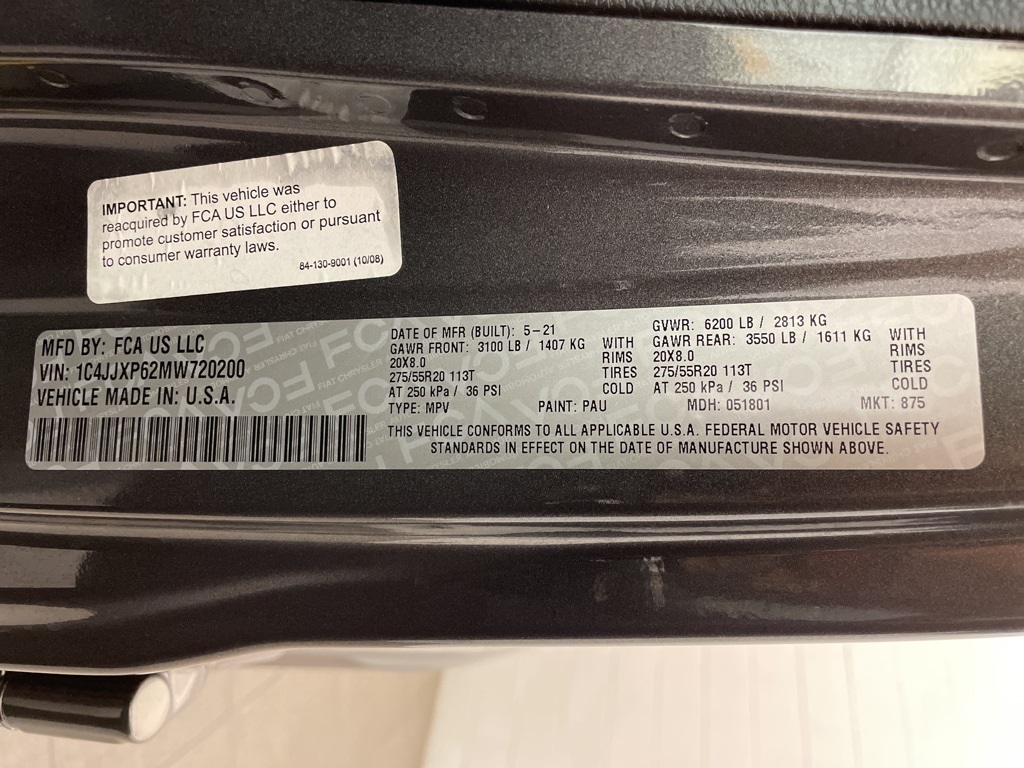 IMPORTANT: This vehicle was
reacquired by FCA US LLC either to
promote customer satisfaction or pursuant
to consumer warranty laws.
84-130-9001 (10/08)
MFD BY: FCA US LLC
VIN: 1C4JJXP62MW720200
VEHICLE MADE IN: U.S.A.
DATE OF MFR (BUILT): 5-21
GAWR FRONT: 3100 LB / 1407 KG WITH
20X8.0 RIMS
275/55R20 113T TIRES
AT 250 kPa / 36 PSI COLD
GVWR: 6200 LB / 2813 KG
GAWR REAR: 3550 LB / 1611 KG WITH
20X8.0 RIMS
275/55R20 113T TIRES
AT 250 kPa / 36 PSI COLD
TYPE: MPV PAINT: PAU MDH: 051801 MKT: 875
THIS VEHICLE CONFORMS TO ALL APPLICABLE U.S.A. FEDERAL MOTOR VEHICLE SAFETY
STANDARDS IN EFFECT ON THE DATE OF MANUFACTURE SHOWN ABOVE.